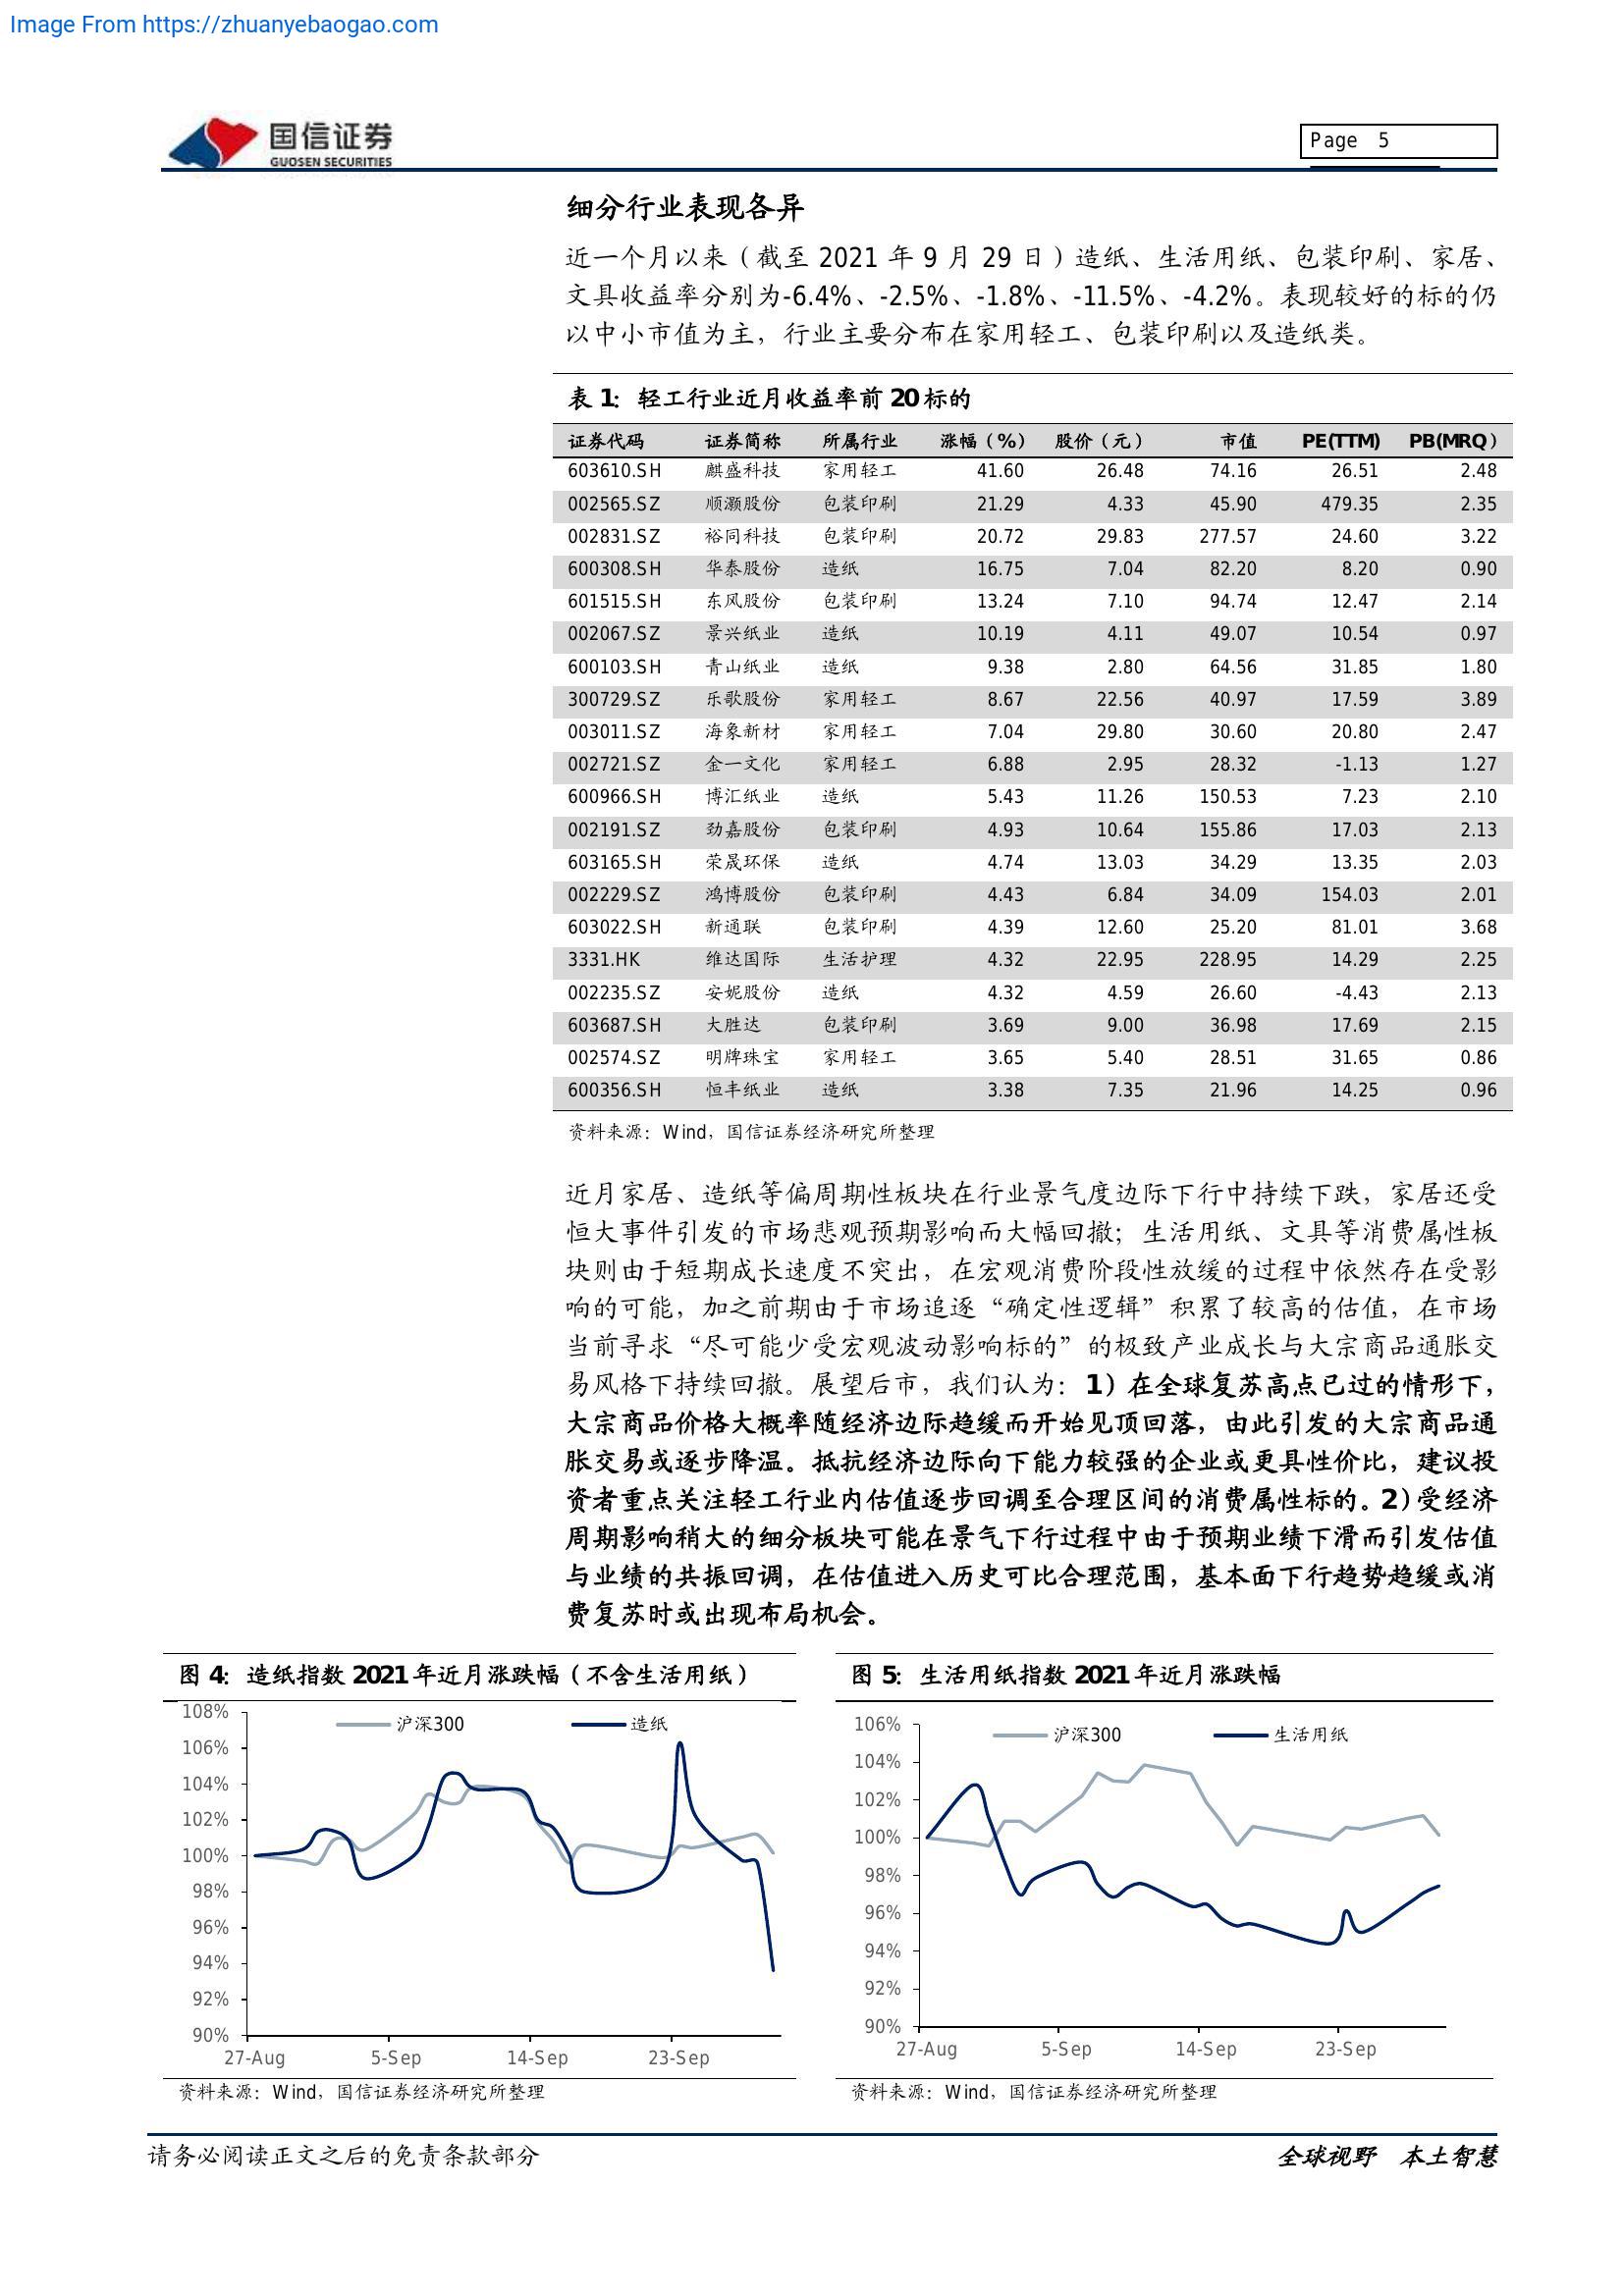 Image From https://zhuanyebaogao.com
国信证券
GUOSEN SECURITIES
Page 5
细分行业表现各异
近一个月以来（截至 2021 年 9 月 29 日）造纸、生活用纸、包装印刷、家居、
文具收益率分别为-6.4%、-2.5%、-1.8%、-11.5%、-4.2%。表现较好的标的仍
以中小市值为主，行业主要分布在家用轻工、包装印刷以及造纸类。
表 1：轻工行业近月收益率前 20 标的
证券代码 证券简称 所属行业 涨幅（%） 股价（元） 市值 PE(TTM) PB(MRQ）
603610.SH 麒盛科技 家用轻工 41.60 26.48 74.16 26.51 2.48
002565.SZ 顺灏股份 包装印刷 21.29 4.33 45.90 479.35 2.35
002831.SZ 裕同科技 包装印刷 20.72 29.83 277.57 24.60 3.22
600308.SH 华泰股份 造纸 16.75 7.04 82.20 8.20 0.90
601515.SH 东风股份 包装印刷 13.24 7.10 94.74 12.47 2.14
002067.SZ 景兴纸业 造纸 10.19 4.11 49.07 10.54 0.97
600103.SH 青山纸业 造纸 9.38 2.80 64.56 31.85 1.80
300729.SZ 乐歌股份 家用轻工 8.67 22.56 40.97 17.59 3.89
003011.SZ 海象新材 家用轻工 7.04 29.80 30.60 20.80 2.47
002721.SZ 金一文化 家用轻工 6.88 2.95 28.32 -1.13 1.27
600966.SH 博汇纸业 造纸 5.43 11.26 150.53 7.23 2.10
002191.SZ 劲嘉股份 包装印刷 4.93 10.64 155.86 17.03 2.13
603165.SH 荣晟环保 造纸 4.74 13.03 34.29 13.35 2.03
002229.SZ 鸿博股份 包装印刷 4.43 6.84 34.09 154.03 2.01
603022.SH 新通联 包装印刷 4.39 12.60 25.20 81.01 3.68
3331.HK 维达国际 生活护理 4.32 22.95 228.95 14.29 2.25
002235.SZ 安妮股份 造纸 4.32 4.59 26.60 -4.43 2.13
603687.SH 大胜达 包装印刷 3.69 9.00 36.98 17.69 2.15
002574.SZ 明牌珠宝 家用轻工 3.65 5.40 28.51 31.65 0.86
600356.SH 恒丰纸业 造纸 3.38 7.35 21.96 14.25 0.96
资料来源：Wind，国信证券经济研究所整理
近月家居、造纸等偏周期性板块在行业景气度边际下行中持续下跌，家居还受
恒大事件引发的市场悲观预期影响而大幅回撤；生活用纸、文具等消费属性板
块则由于短期成长速度不突出，在宏观消费阶段性放缓的过程中依然存在受影
响的可能，加之前期由于市场追逐“确定性逻辑”积累了较高的估值，在市场
当前寻求“尽可能少受宏观波动影响标的”的极致产业成长与大宗商品通胀交
易风格下持续回撤。展望后市，我们认为：1）在全球复苏高点已过的情形下，
大宗商品价格大概率随经济边际趋缓而开始见顶回落，由此引发的大宗商品通
胀交易或逐步降温。抵抗经济边际向下能力较强的企业或更具性价比，建议投
资者重点关注轻工行业内估值逐步回调至合理区间的消费属性标的。2）受经济
周期影响稍大的细分板块可能在景气下行过程中由于预期业绩下滑而引发估值
与业绩的共振回调，在估值进入历史可比合理范围，基本面下行趋势趋缓或消
费复苏时或出现布局机会。
图 4：造纸指数 2021 年近月涨跌幅（不含生活用纸）
108%
106%
104%
102%
100%
98%
96%
94%
92%
90%
沪深300 造纸
27-Aug 5-Sep 14-Sep 23-Sep
资料来源：Wind，国信证券经济研究所整理
图 5：生活用纸指数 2021 年近月涨跌幅
106%
104%
102%
100%
98%
96%
94%
92%
90%
沪深300 生活用纸
27-Aug 5-Sep 14-Sep 23-Sep
资料来源：Wind，国信证券经济研究所整理
请务必阅读正文之后的免责条款部分
全球视野 本土智慧